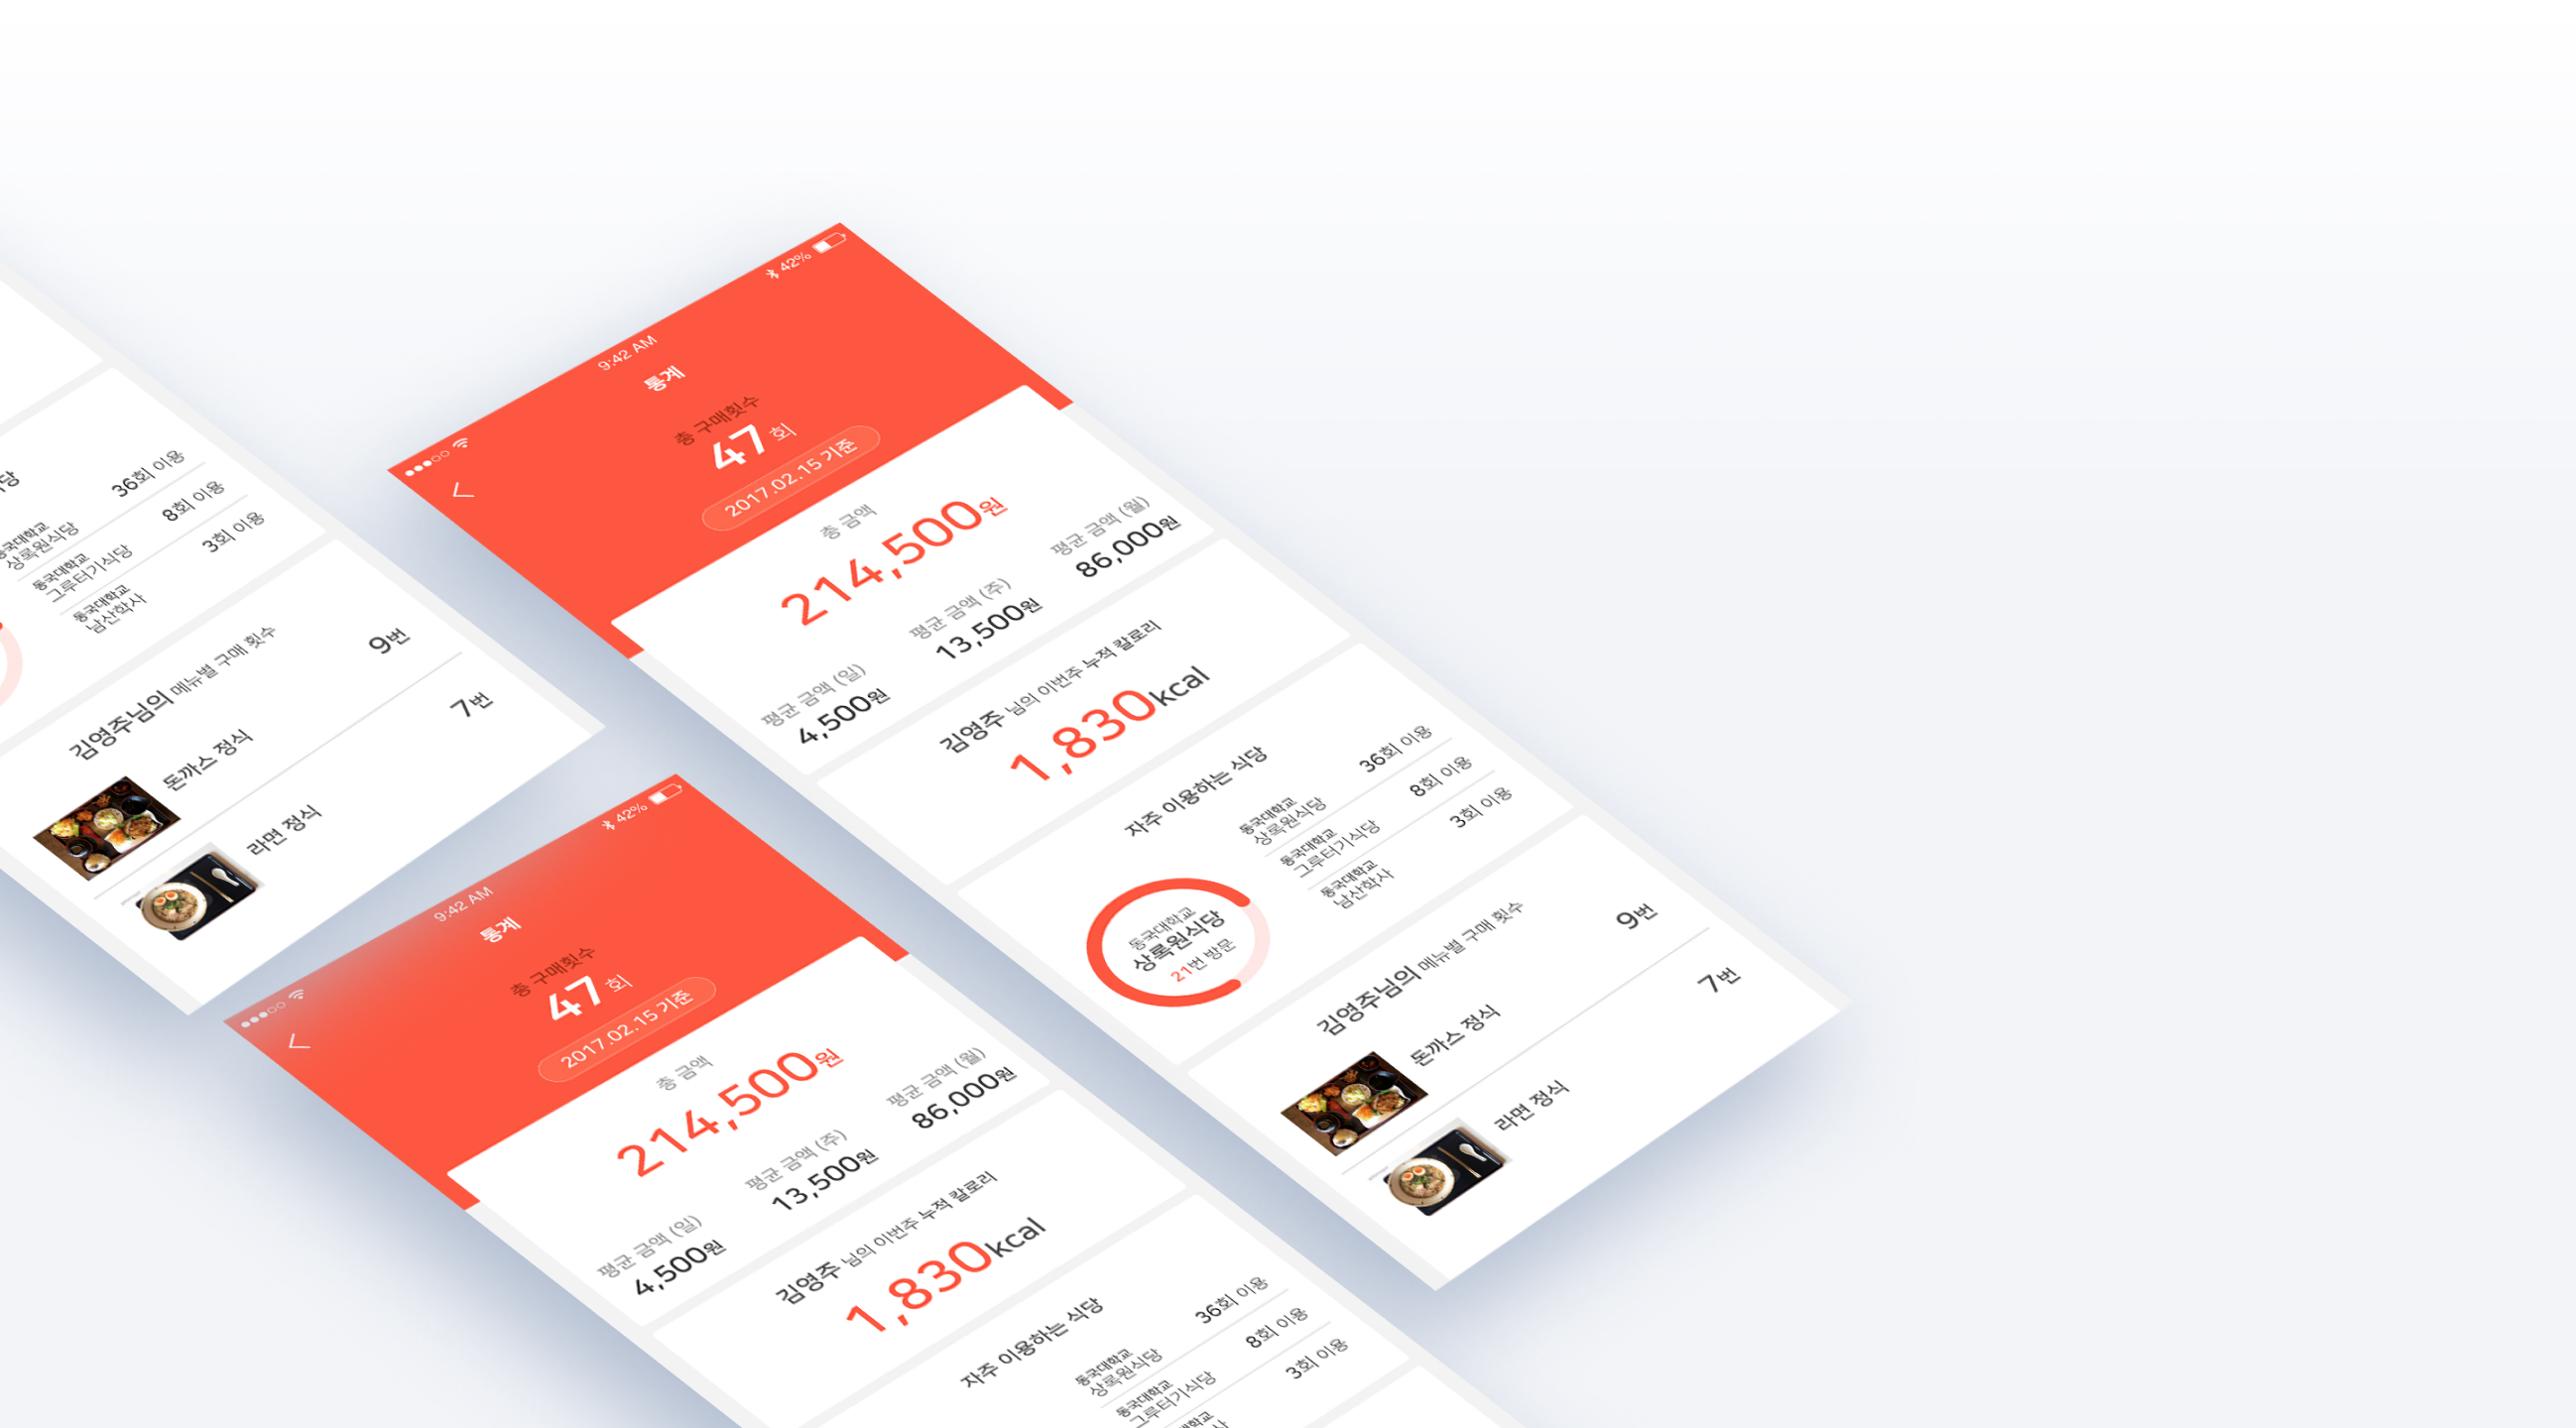 9:42 AM
42%
통계
총 구매횟수
47 회
2017.02.15 기준
총 금액
214,500원
평균 금액 (일)
4,500원
평균 금액 (주)
13,500원
평균 금액 (월)
86,000원
김영주 님의 이번주 누적 칼로리
1,830kcal
자주 이용하는 식당
동국대학교
상록원식당
21번 방문
동국대학교
상록원식당
36회 이용
동국대학교
그루터기식당
8회 이용
동국대학교
남산학사
3회 이용
김영주님의 메뉴별 구매 횟수
돈까스 정식
9번
라면 정식
7번
식당
동국대학교
상록원식당
36회 이용
동국대학교
그루터기식당
8회 이용
동국대학교
남산학사
3회 이용
김영주님의 메뉴별 구매 횟수
돈까스 정식
9번
라면 정식
7번
9:42 AM
42%
통계
총 구매횟수
47 회
2017.02.15 기준
총 금액
214,500원
평균 금액 (일)
4,500원
평균 금액 (주)
13,500원
평균 금액 (월)
86,000원
김영주 님의 이번주 누적 칼로리
1,830kcal
자주 이용하는 식당
동국대학교
상록원식당
36회 이용
동국대학교
그루터기식당
8회 이용
대학교
3회 이용